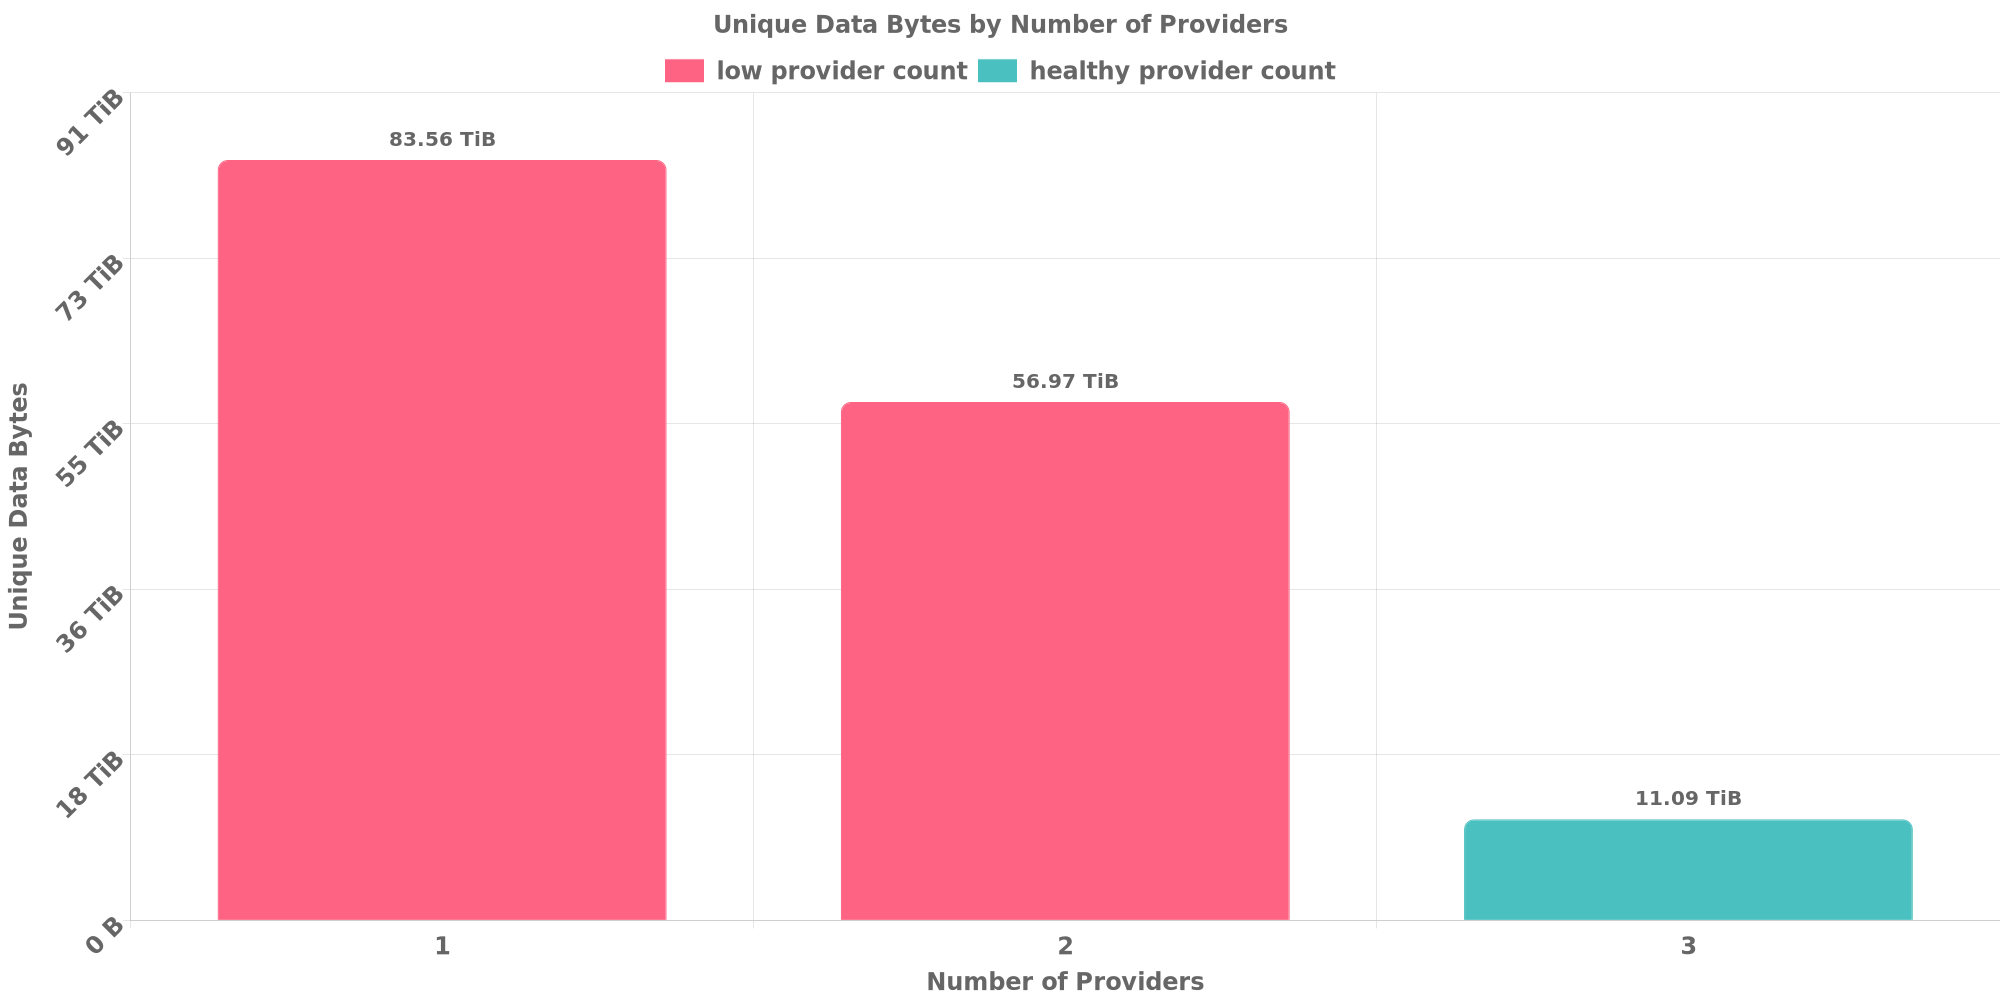 Unique Data Bytes by Number of Providers
low provider count healthy provider count
91 TiB
73 TiB
55 TiB
36 TiB
18 TiB
0 B
Unique Data Bytes
83.56 TiB
56.97 TiB
11.09 TiB
1 2 3
Number of Providers